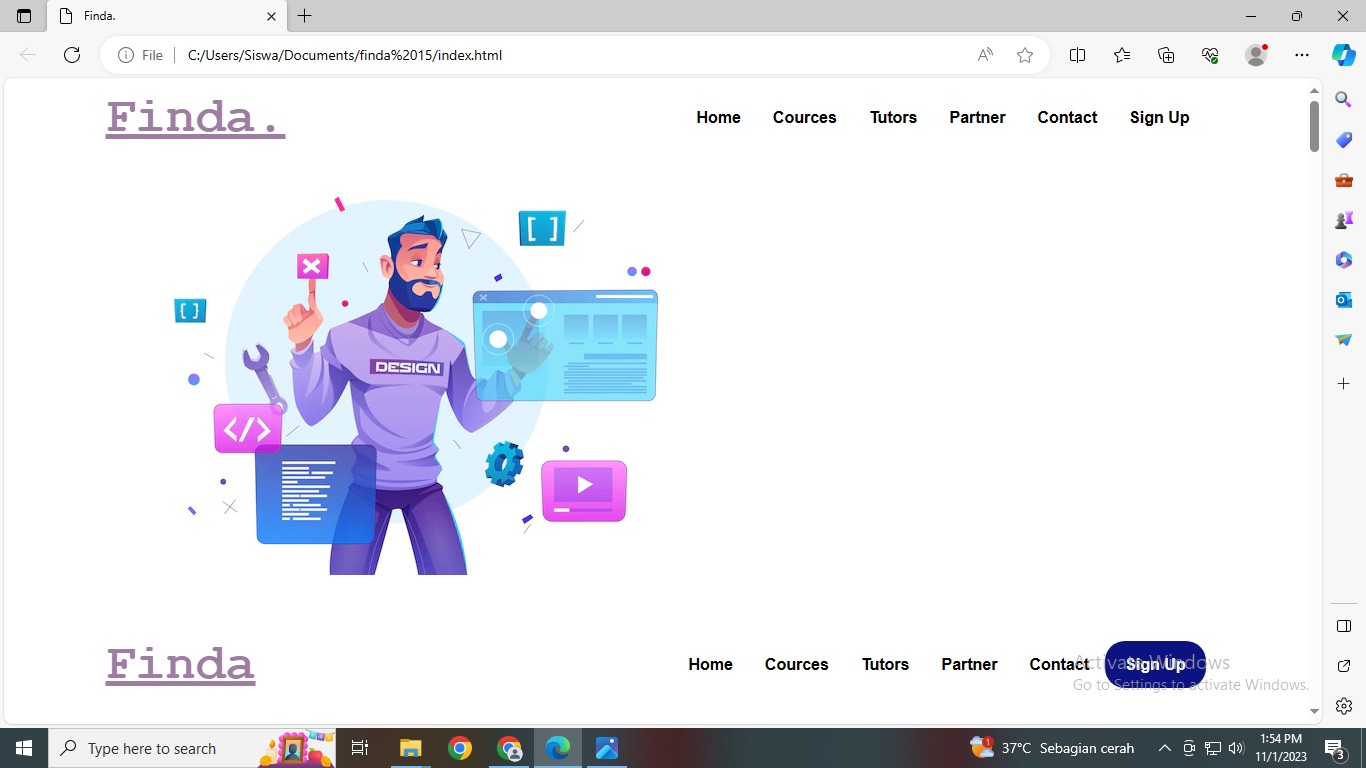 Finda.
File
C:/Users/Siswa/Documents/finda%2015/index.html
Finda.
Home Cources Tutors Partner Contact Sign Up
[ ]
[ ]
DESIGN
</>
Finda
Home Cources Tutors Partner Contact Sign Up
Activate Windows
Go to Settings to activate Windows.
Type here to search
1
37°C Sebagian cerah
1:54 PM
11/1/2023
3